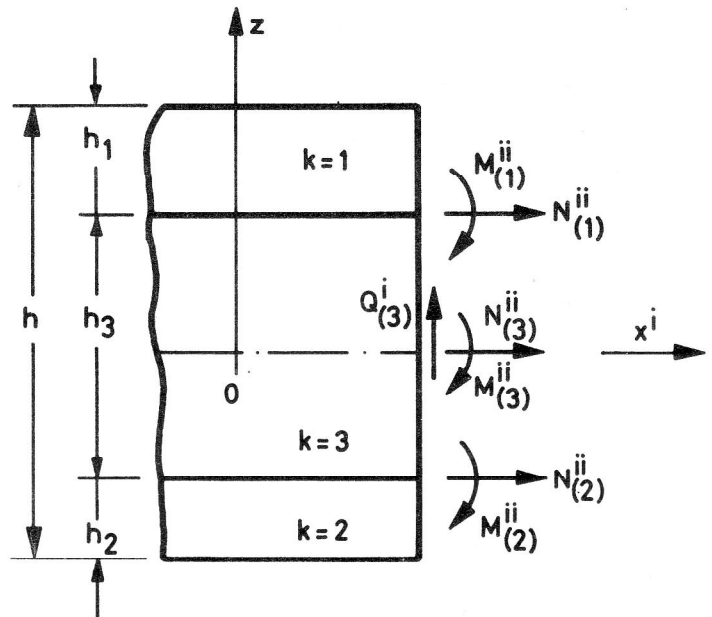 z
h₁
k=1
M₍₁₎ⁱⁱ
N₍₁₎ⁱⁱ
h
h₃
Q₍₃₎ⁱ
N₍₃₎ⁱⁱ
xⁱ
M₍₃₎ⁱⁱ
0
k=3
N₍₂₎ⁱⁱ
h₂
k=2
M₍₂₎ⁱⁱ